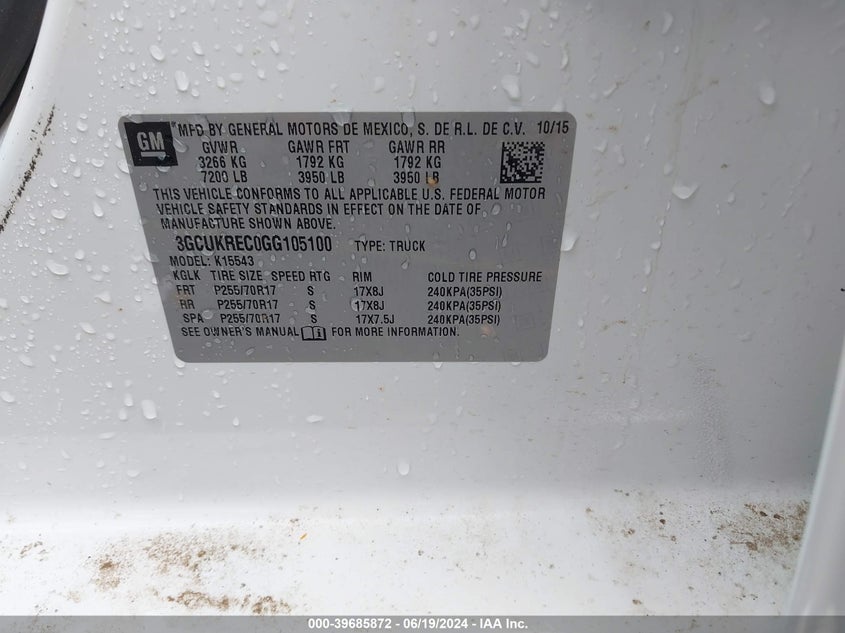 GM
MFD BY GENERAL MOTORS DE MEXICO, S. DE R.L. DE C.V. 10/15
GVWR GAWR FRT GAWR RR
3266 KG 1792 KG 1792 KG
7200 LB 3950 LB 3950 LB
THIS VEHICLE CONFORMS TO ALL APPLICABLE U.S. FEDERAL MOTOR
VEHICLE SAFETY STANDARDS IN EFFECT ON THE DATE OF
MANUFACTURE SHOWN ABOVE.
3GCUKREC0GG105100 TYPE: TRUCK
MODEL: K15543
KGLK TIRE SIZE SPEED RTG RIM COLD TIRE PRESSURE
FRT P255/70R17 S 17X8J 240KPA(35PSI)
RR P255/70R17 S 17X8J 240KPA(35PSI)
SPA P255/70R17 S 17X7.5J 240KPA(35PSI)
SEE OWNER'S MANUAL FOR MORE INFORMATION.
000-39685872 - 06/19/2024 - IAA Inc.